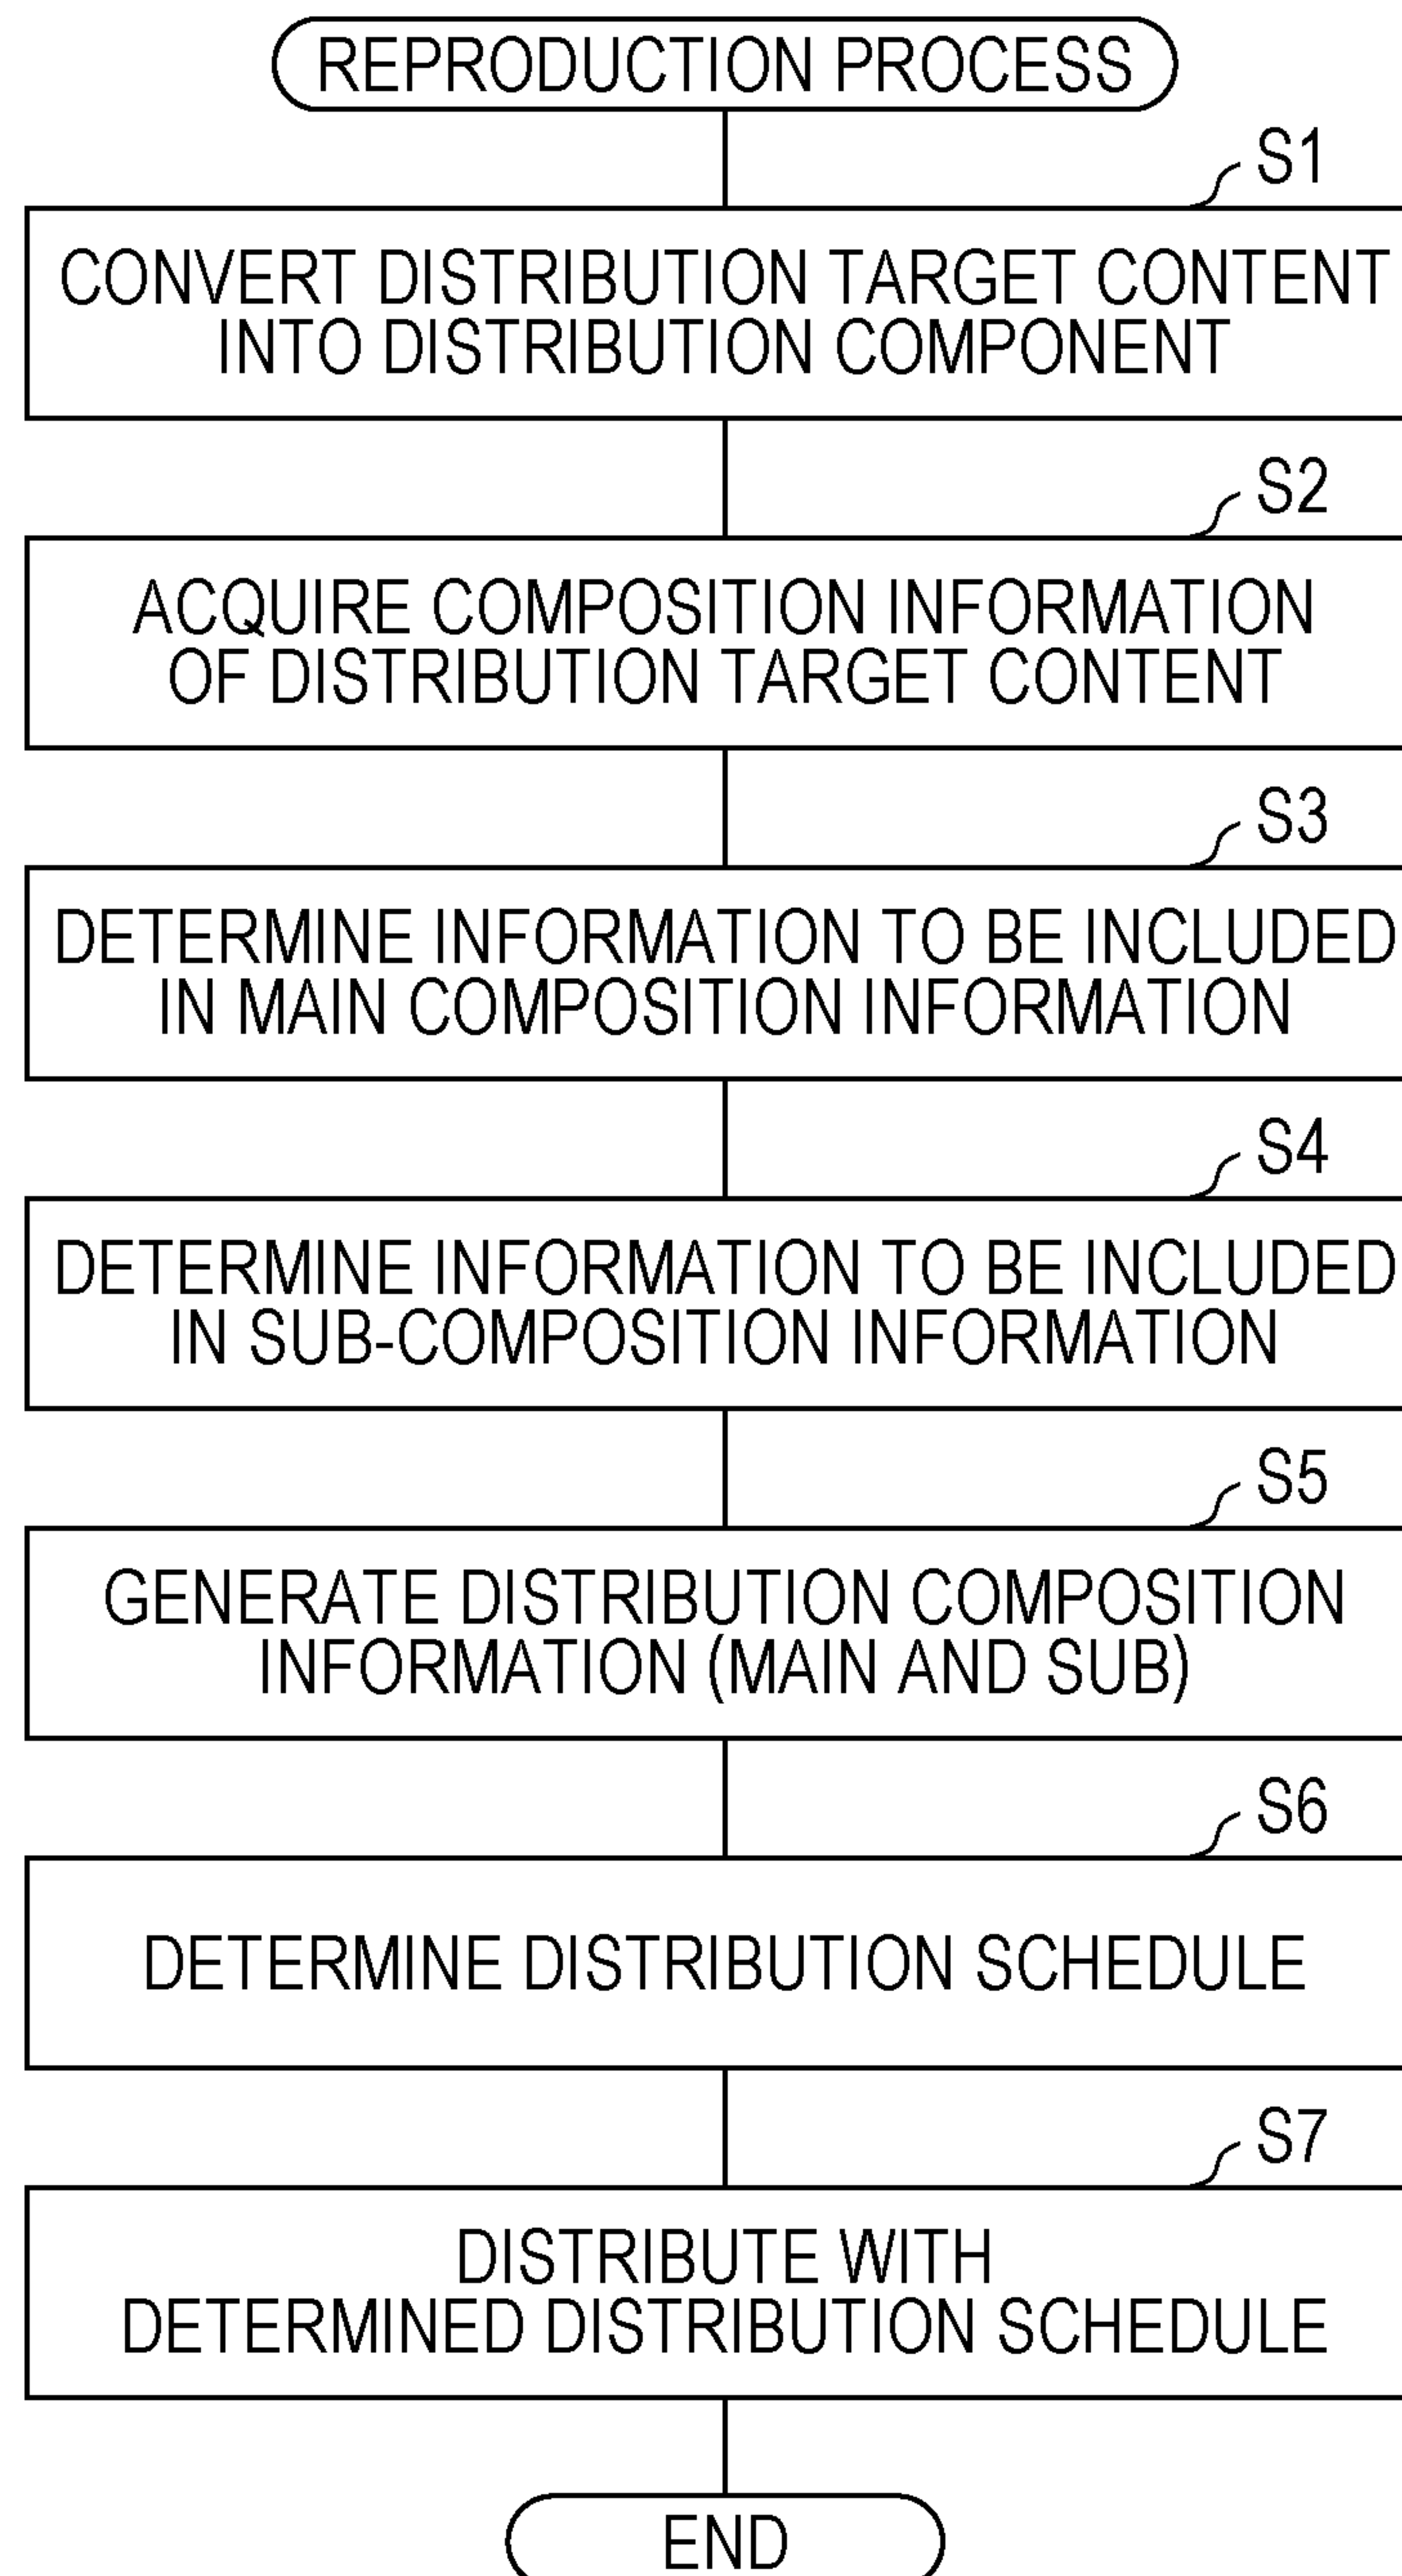 REPRODUCTION PROCESS
S1
CONVERT DISTRIBUTION TARGET CONTENT
INTO DISTRIBUTION COMPONENT
S2
ACQUIRE COMPOSITION INFORMATION
OF DISTRIBUTION TARGET CONTENT
S3
DETERMINE INFORMATION TO BE INCLUDED
IN MAIN COMPOSITION INFORMATION
S4
DETERMINE INFORMATION TO BE INCLUDED
IN SUB-COMPOSITION INFORMATION
S5
GENERATE DISTRIBUTION COMPOSITION
INFORMATION (MAIN AND SUB)
S6
DETERMINE DISTRIBUTION SCHEDULE
S7
DISTRIBUTE WITH
DETERMINED DISTRIBUTION SCHEDULE
END